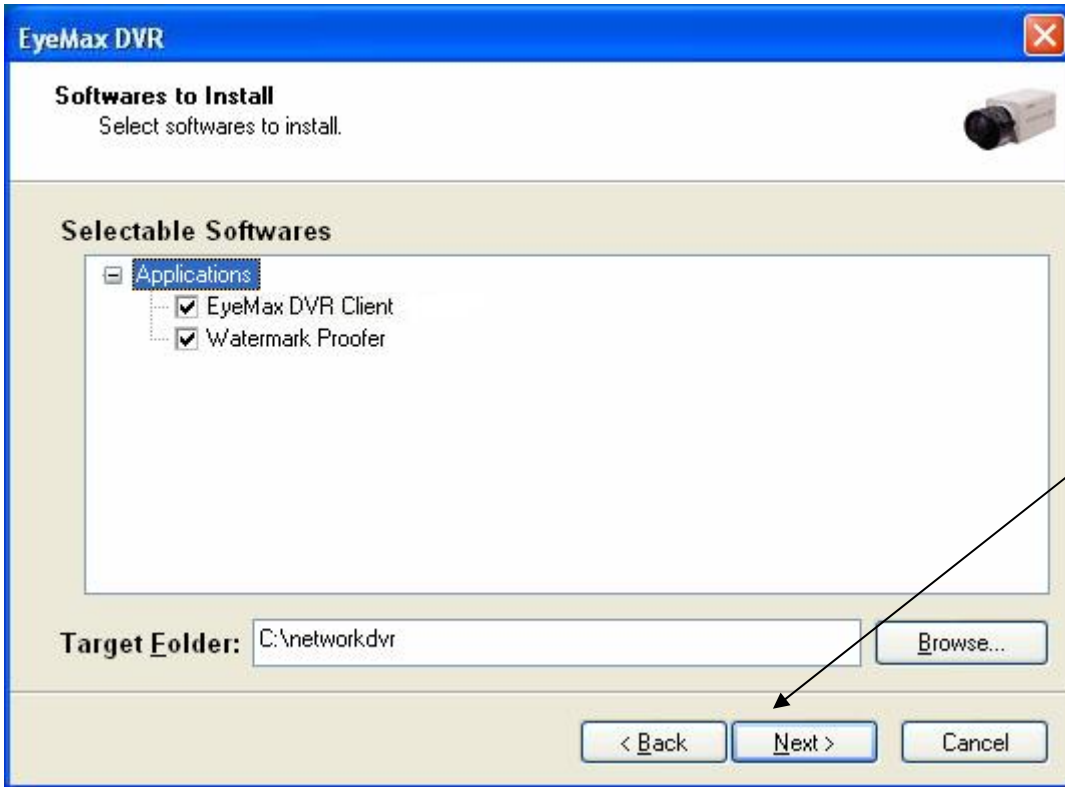 EyeMax DVR
Softwares to Install
Select softwares to install.
Selectable Softwares
Applications
EyeMax DVR Client
Watermark Proofer
Target Folder: C:\networkdvr Browse...
< Back Next > Cancel